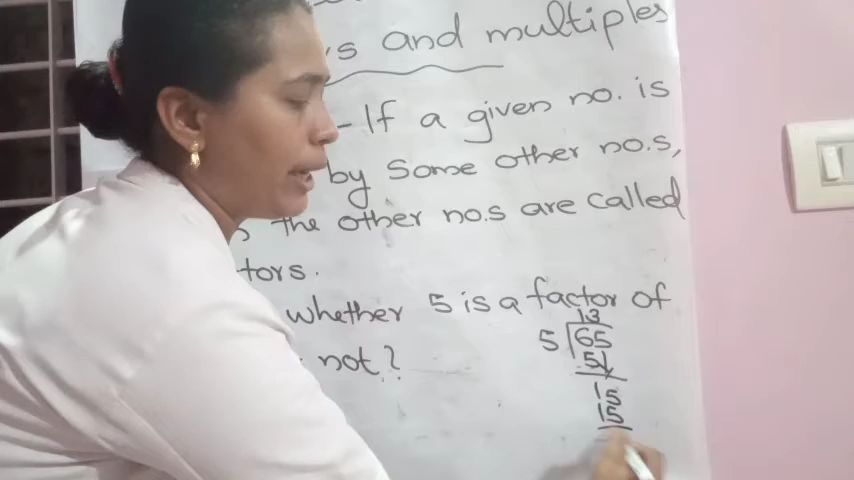 's and multiples
- If a given no. is
by some other no.s,
the other no.s are called
tors.
whether 5 is a factor of
not?
13
5 65
5
15
15